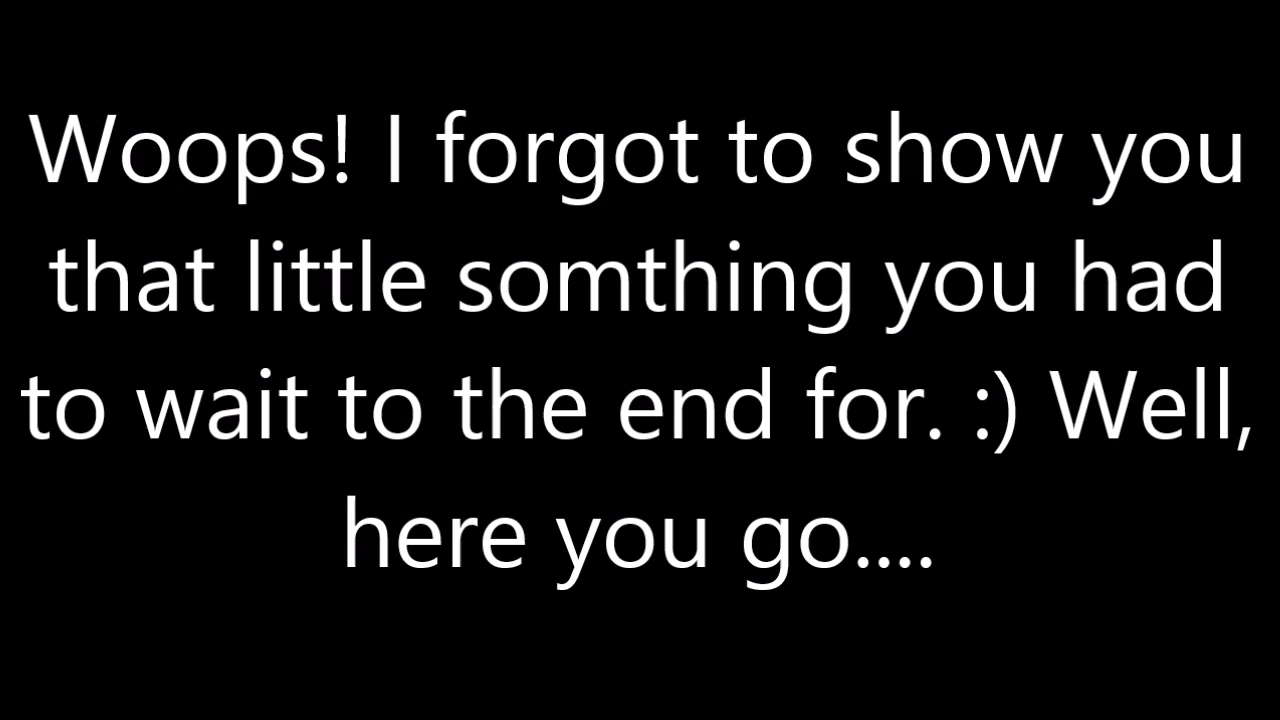 Woops! I forgot to show you
that little somthing you had
to wait to the end for. :) Well,
here you go....